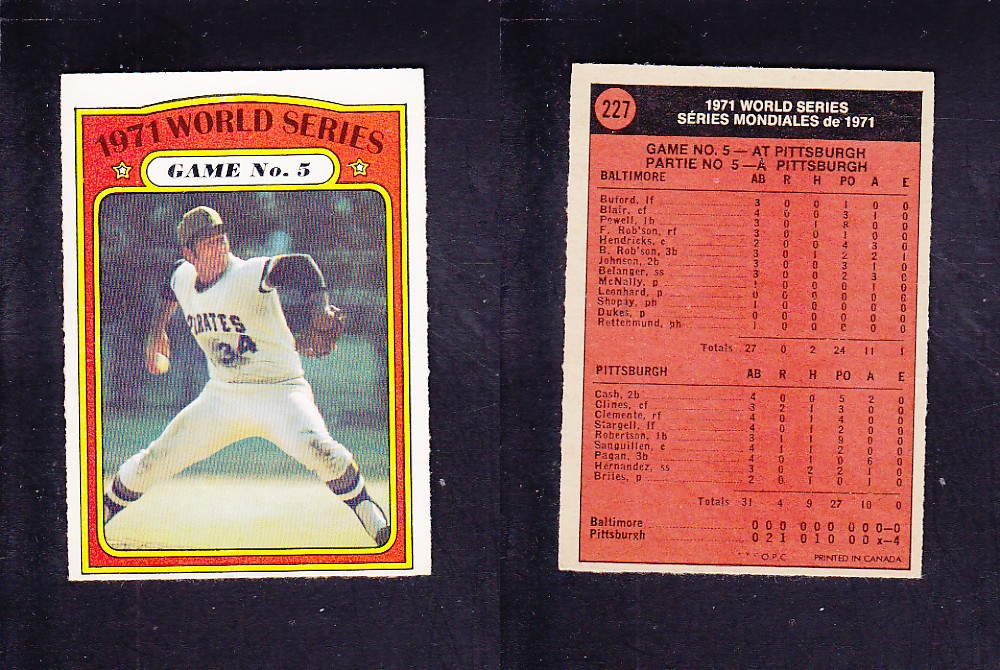 1971 WORLD SERIES
GAME No. 5
PIRATES
34
227
1971 WORLD SERIES
SÉRIES MONDIALES de 1971
GAME NO. 5 — AT PITTSBURGH
PARTIE NO 5 — À PITTSBURGH
BALTIMORE AB R H PO A E
Buford, lf 3 0 0 1 0 0
Blair, cf 4 0 0 3 1 0
Powell, 1b 3 0 1 8 0 0
F. Rob'son, rf 3 0 0 1 0 0
Hendricks, c 2 0 0 4 3 0
B. Rob'son, 3b 3 0 1 2 2 1
Johnson, 2b 3 0 0 3 1 0
Belanger, ss 3 0 0 2 3 0
McNally, p 1 0 0 0 1 0
Leonhard, p 0 0 0 0 0 0
Shopay, ph 1 0 0 0 0 0
Dukes, p 0 0 0 0 0 0
Rettenmund, ph 1 0 0 0 0 0
Totals 27 0 2 24 11 1
PITTSBURGH AB R H PO A E
Cash, 2b 4 0 0 5 2 0
Clines, cf 3 2 1 3 0 0
Clemente, rf 4 0 1 4 0 0
Stargell, lf 4 0 1 2 0 0
Robertson, 1b 3 1 1 9 0 0
Sanguillen, c 4 1 1 2 0 0
Pagan, 3b 4 0 1 0 6 0
Hernandez, ss 3 0 2 2 1 0
Briles, p 2 0 1 0 1 0
Totals 31 4 9 27 10 0
Baltimore 0 0 0 0 0 0 0 0 0—0
Pittsburgh 0 2 1 0 1 0 0 0 x—4
O.P.C. PRINTED IN CANADA